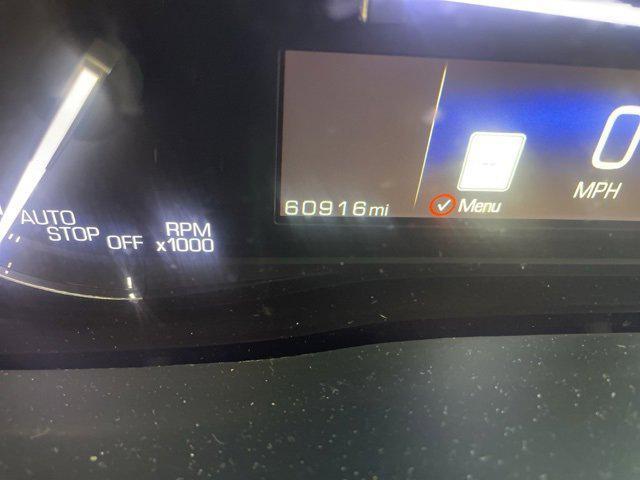 0
MPH
60916mi
Menu
AUTO
STOP
OFF
RPM
x1000